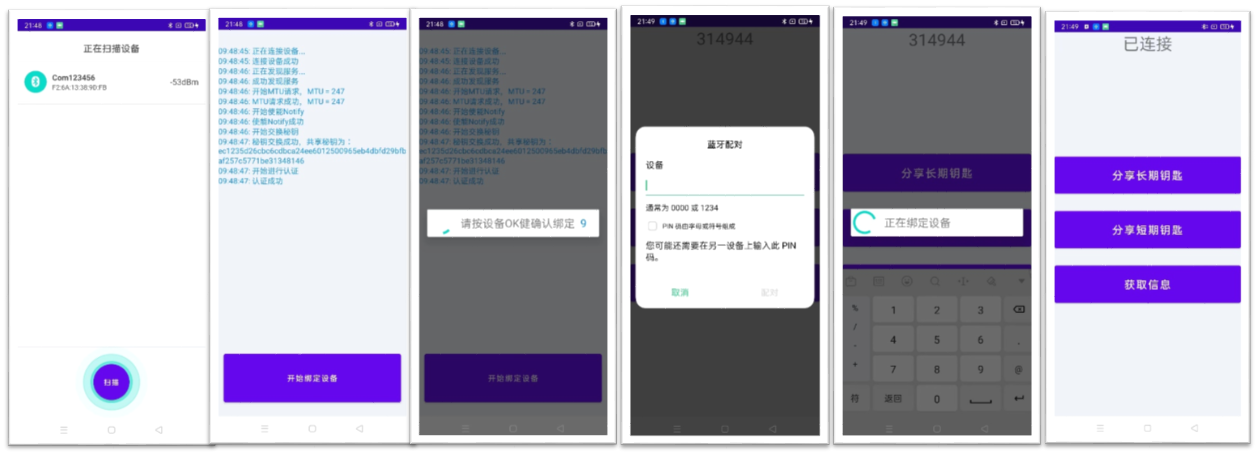 21:48
正在扫描设备
Com123456
F2:6A:13:38:90:FB
-53dBm
扫描
21:48
09:48:45: 正在连接设备...
09:48:45: 连接设备成功
09:48:46: 正在发现服务...
09:48:46: 成功发现服务
09:48:46: 开始MTU请求，MTU = 247
09:48:46: MTU请求成功，MTU = 247
09:48:46: 开始使能Notify
09:48:46: 使能Notify成功
09:48:46: 开始交换秘钥
09:48:47: 秘钥交换成功，共享秘钥为：
ec1235d26cbc6cdbca24ee6012500965eb4dbfd29bfb
af257c5771be31348146
09:48:47: 开始进行认证
09:48:47: 认证成功
开始绑定设备
21:48
09:48:45: 正在连接设备...
09:48:45: 连接设备成功
09:48:46: 正在发现服务...
09:48:46: 成功发现服务
09:48:46: 开始MTU请求，MTU = 247
09:48:46: MTU请求成功，MTU = 247
09:48:46: 开始使能Notify
09:48:46: 使能Notify成功
09:48:46: 开始交换秘钥
09:48:47: 秘钥交换成功，共享秘钥为：
ec1235d26cbc6cdbca24ee6012500965eb4dbfd29bfb
af257c5771be31348146
09:48:47: 开始进行认证
09:48:47: 认证成功
请按设备OK健确认绑定 9
开始绑定设备
21:49
314944
蓝牙配对
设备
通常为 0000 或 1234
PIN 码由字母或符号组成
您可能还需要在另一设备上输入此 PIN
码。
取消
配对
21:49
314944
分享长期钥匙
正在绑定设备
% 1 2 3
/ 4 5 6 .
- 7 8 9 @
+
符 返回 0
21:49
已连接
分享长期钥匙
分享短期钥匙
获取信息